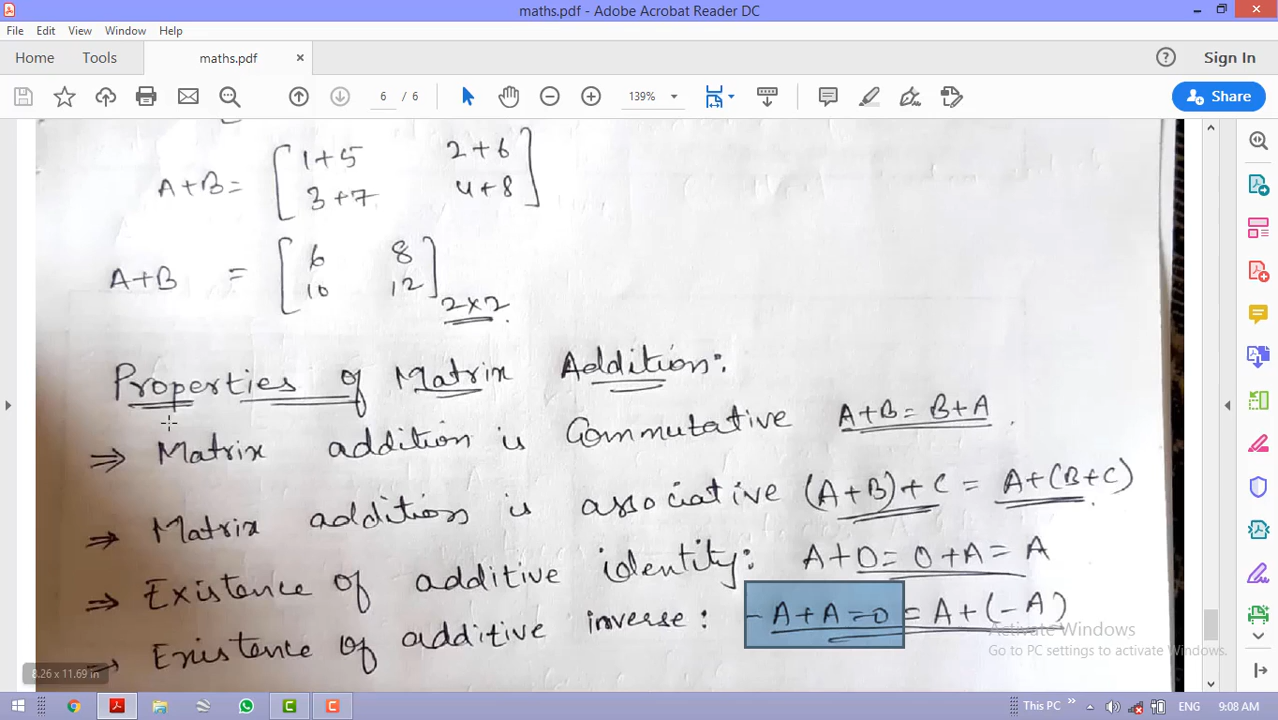 maths.pdf - Adobe Acrobat Reader DC
File Edit View Window Help
Home Tools maths.pdf × ? Sign In
6 / 6 139% Share
A+B= [ 1+5 2+6
3+7 4+8 ]
A+B = [ 6 8
10 12 ] 2×2
Properties of Matrix Addition:
⇒ Matrix addition is Commutative A+B=B+A
⇒ Matrix addition is associative (A+B)+C = A+(B+C)
⇒ Existence of additive identity: A+0=0+A=A
⇒ Existence of additive inverse: -A+A=0=A+(-A)
Activate Windows
Go to PC settings to activate Windows.
8.26 x 11.69 in
This PC » ENG 9:08 AM